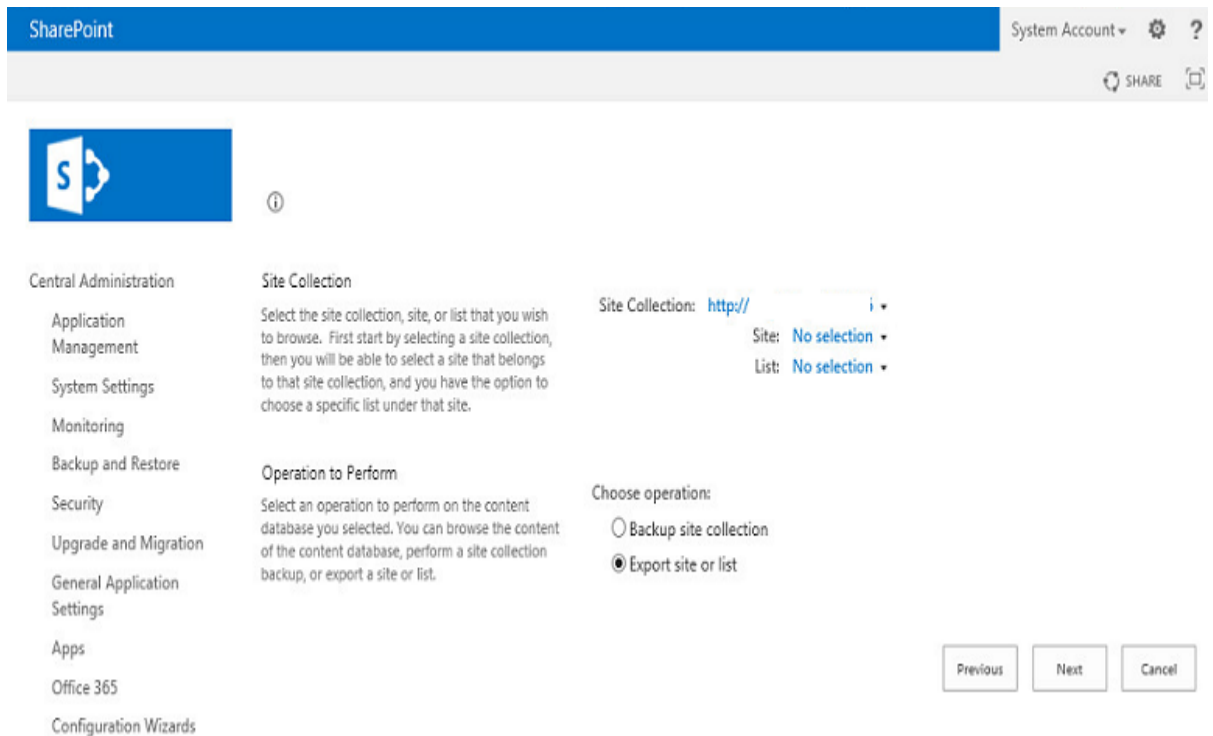 SharePoint
System Account
?
SHARE
S
Central Administration
Application
Management
System Settings
Monitoring
Backup and Restore
Security
Upgrade and Migration
General Application
Settings
Apps
Office 365
Configuration Wizards
Site Collection
Select the site collection, site, or list that you wish
to browse. First start by selecting a site collection,
then you will be able to select a site that belongs
to that site collection, and you have the option to
choose a specific list under that site.
Site Collection: http://
Site: No selection
List: No selection
Operation to Perform
Select an operation to perform on the content
database you selected. You can browse the content
of the content database, perform a site collection
backup, or export a site or list.
Choose operation:
Backup site collection
Export site or list
Previous
Next
Cancel